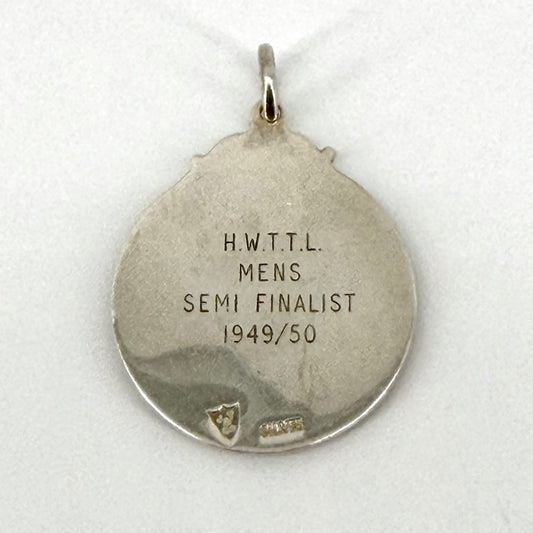 H.W.T.T.L.
MENS
SEMI FINALIST
1949/50